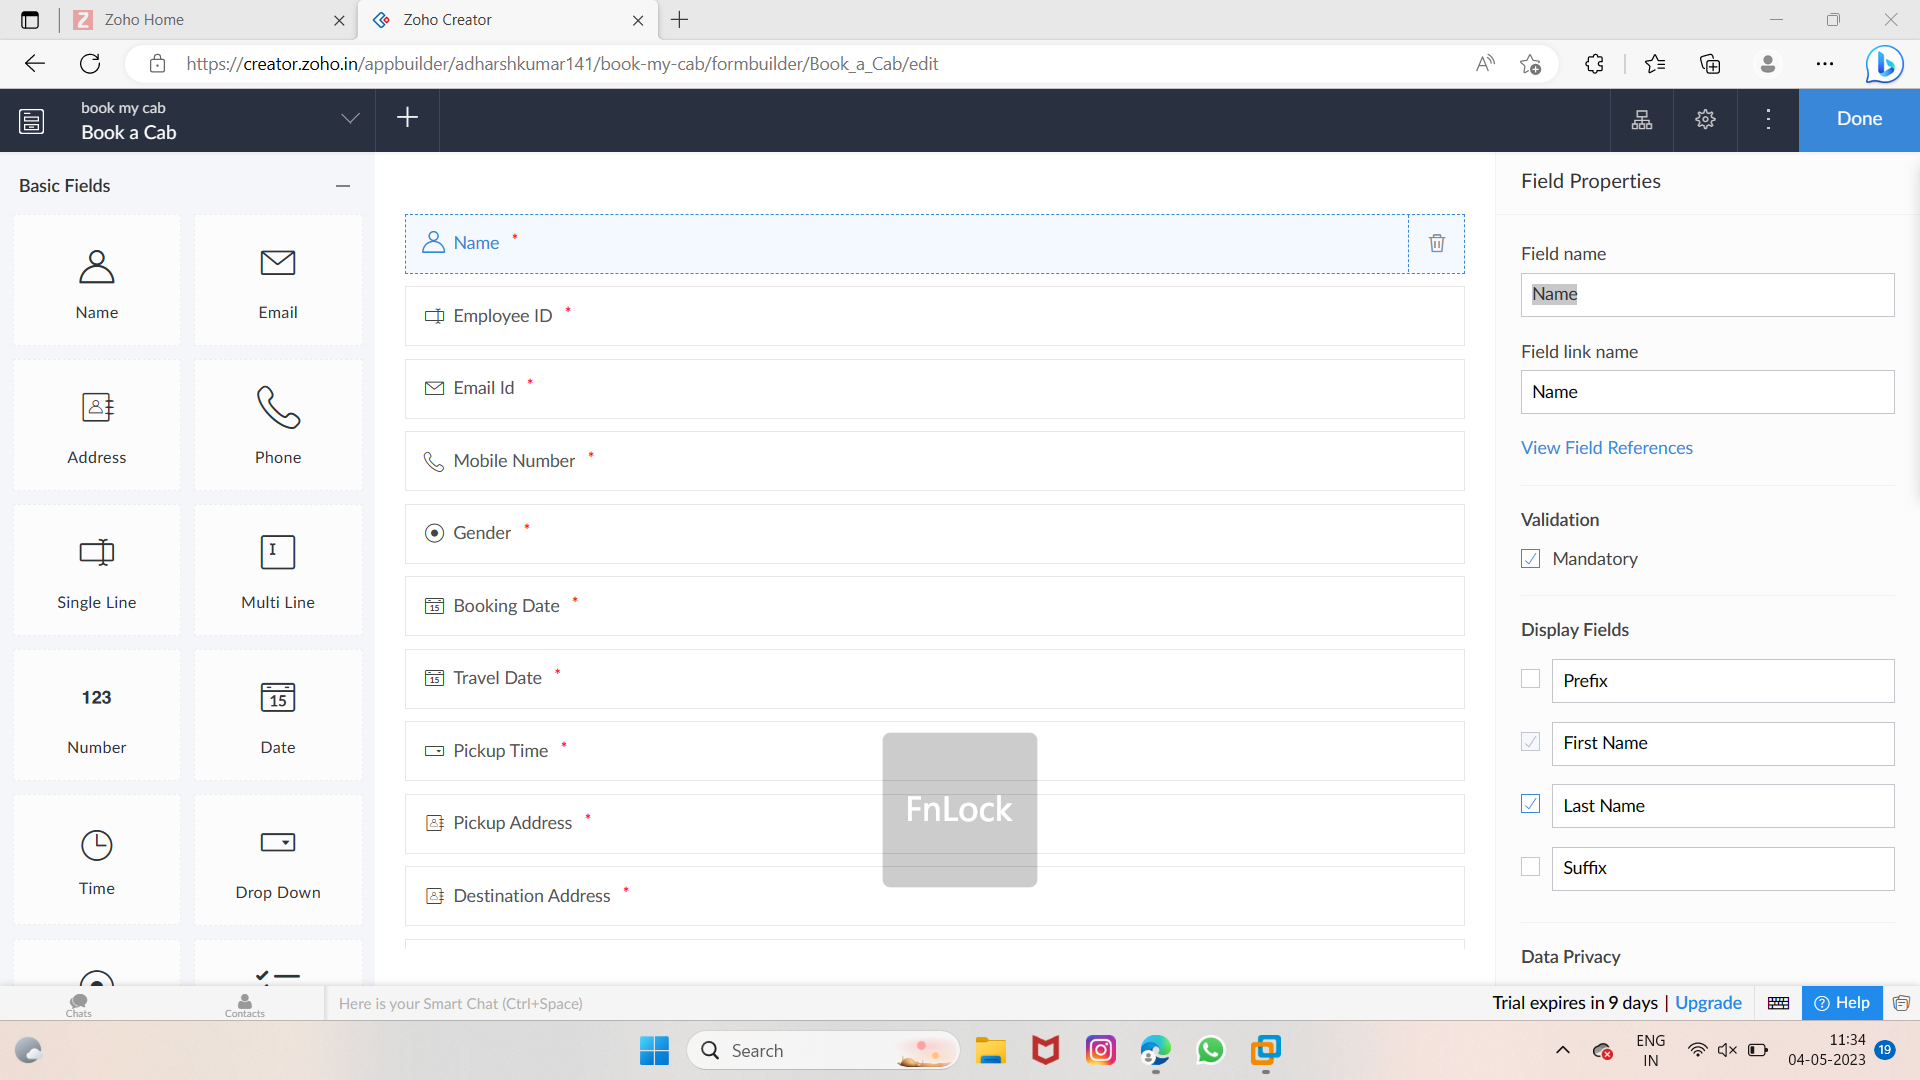 Zoho Home
Zoho Creator
https://creator.zoho.in/appbuilder/adharshkumar141/book-my-cab/formbuilder/Book_a_Cab/edit
book my cab
Book a Cab
Done
Basic Fields
Name
Email
Address
Phone
Single Line
Multi Line
123
Number
15
Date
Time
Drop Down
Name *
Employee ID *
Email Id *
Mobile Number *
Gender *
15 Booking Date *
15 Travel Date *
Pickup Time *
Pickup Address *
Destination Address *
FnLock
Field Properties
Field name
Name
Field link name
Name
View Field References
Validation
Mandatory
Display Fields
Prefix
First Name
Last Name
Suffix
Data Privacy
Chats
Contacts
Here is your Smart Chat (Ctrl+Space)
Trial expires in 9 days | Upgrade
Help
Search
ENG
IN
11:34
04-05-2023
19